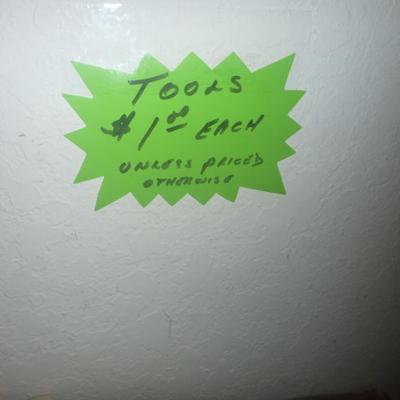 TOOLS
$1.00 EACH
UNLESS PRICED
OTHERWISE